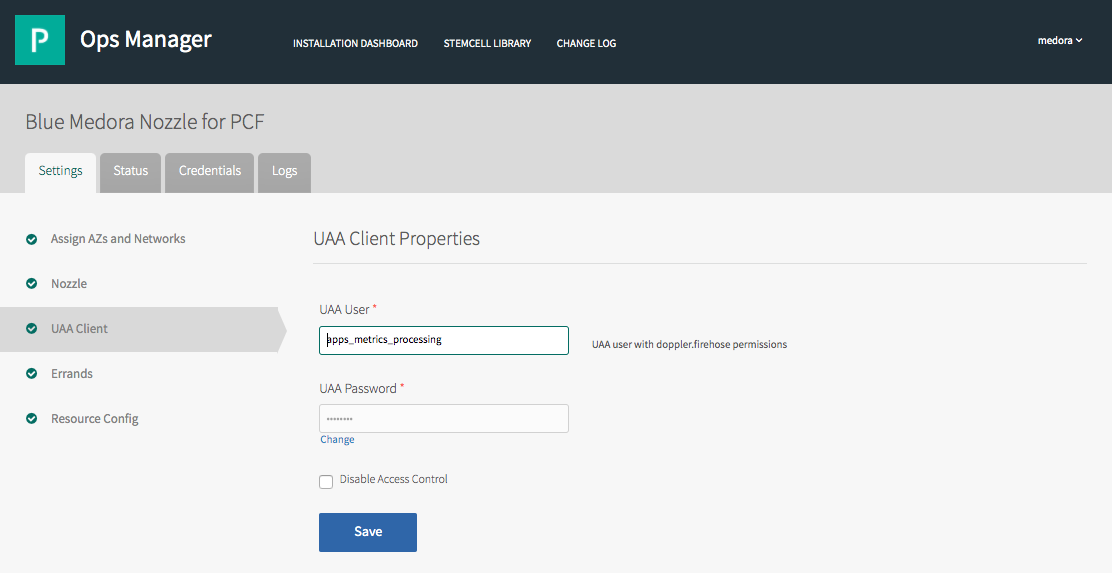 P Ops Manager INSTALLATION DASHBOARD STEMCELL LIBRARY CHANGE LOG medora
Blue Medora Nozzle for PCF
Settings Status Credentials Logs
Assign AZs and Networks
Nozzle
UAA Client
Errands
Resource Config
UAA Client Properties
UAA User *
apps_metrics_processing
UAA user with doppler.firehose permissions
UAA Password *
••••••••
Change
Disable Access Control
Save